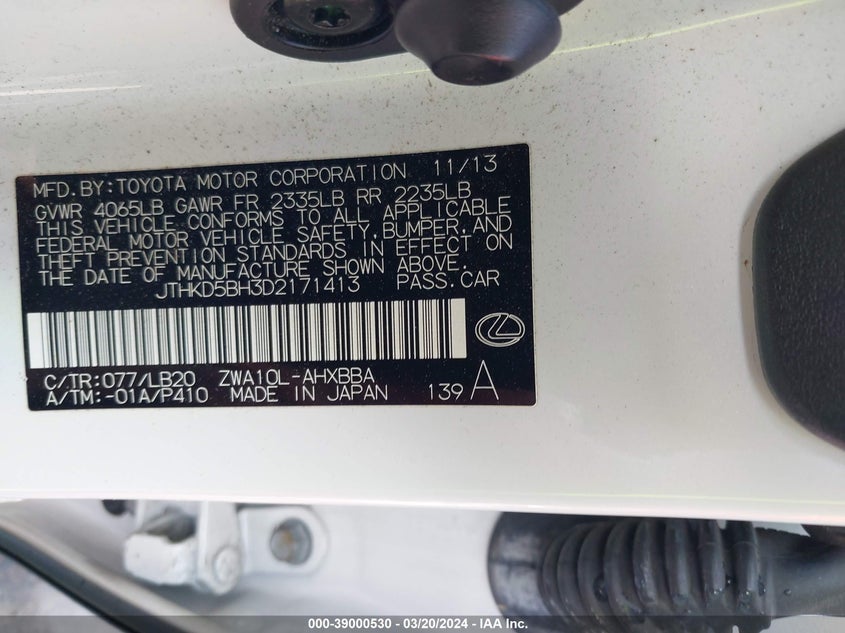 MFD.BY:TOYOTA MOTOR CORPORATION 11/13
GVWR 4065LB GAWR FR 2335LB RR 2235LB
THIS VEHICLE CONFORMS TO ALL APPLICABLE
FEDERAL MOTOR VEHICLE SAFETY,BUMPER,AND
THEFT PREVENTION STANDARDS IN EFFECT ON
THE DATE OF MANUFACTURE SHOWN ABOVE.
JTHKD5BH3D2171413 PASS.CAR
C/TR:077/LB20 ZWA10L-AHXBBA
A/TM:-01A/P410 MADE IN JAPAN 139 A
000-39000530 - 03/20/2024 - IAA Inc.